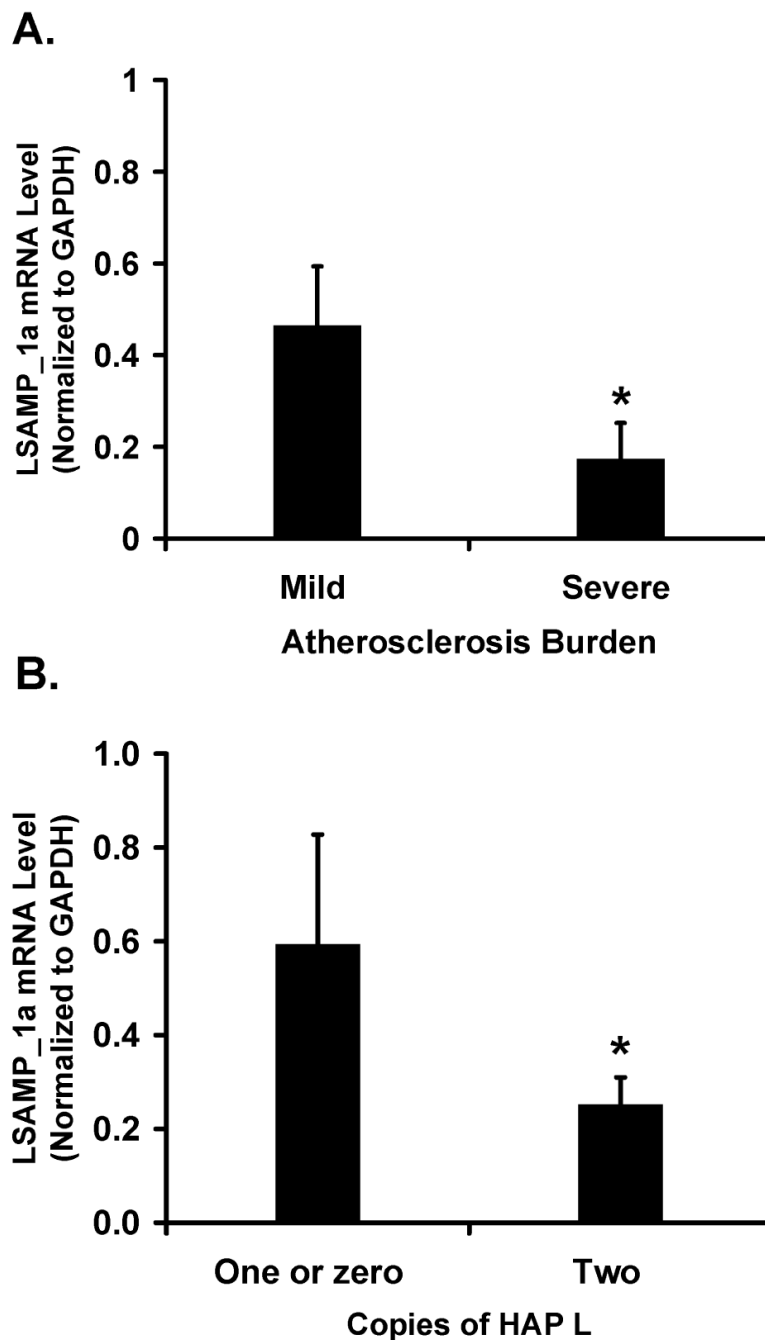 A.
LSAMP_1a mRNA Level
(Normalized to GAPDH)
1
0.8
0.6
0.4
0.2
0
*
Mild Severe
Atherosclerosis Burden
B.
LSAMP_1a mRNA Level
(Normalized to GAPDH)
1.0
0.8
0.6
0.4
0.2
0.0
*
One or zero Two
Copies of HAP L